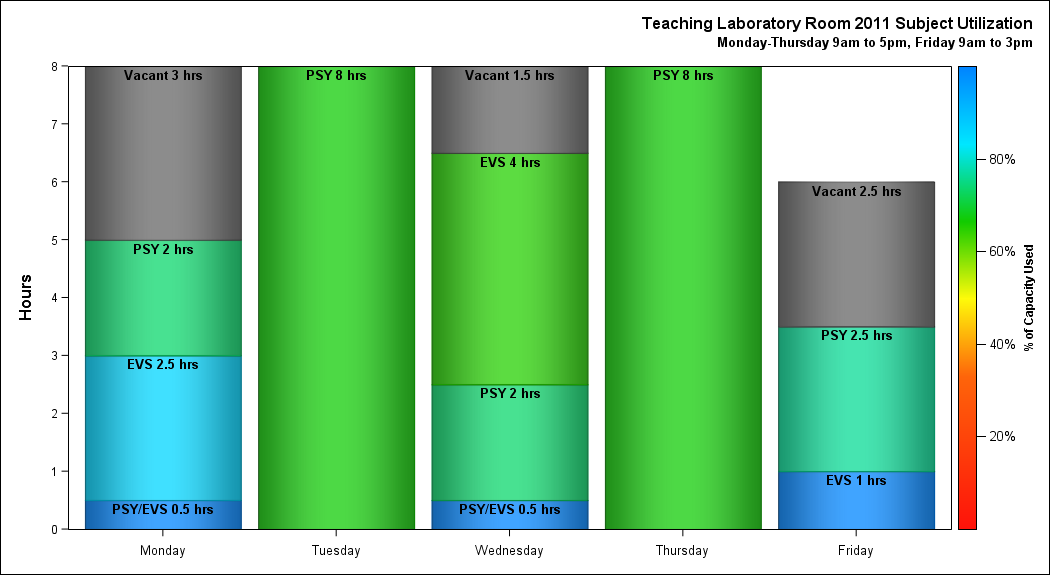 Teaching Laboratory Room 2011 Subject Utilization
Monday-Thursday 9am to 5pm, Friday 9am to 3pm
Hours
8
7
6
5
4
3
2
1
0
Vacant 3 hrs
PSY 2 hrs
EVS 2.5 hrs
PSY/EVS 0.5 hrs
PSY 8 hrs
Vacant 1.5 hrs
EVS 4 hrs
PSY 2 hrs
PSY/EVS 0.5 hrs
PSY 8 hrs
Vacant 2.5 hrs
PSY 2.5 hrs
EVS 1 hrs
Monday
Tuesday
Wednesday
Thursday
Friday
80%
60%
40%
20%
% of Capacity Used